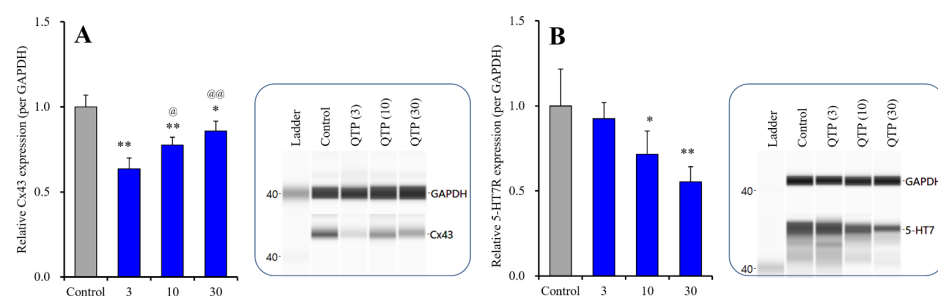 A
Relative Cx43 expression (per GAPDH)
1.5
1.0
0.5
0.0
**
@
**
@@
*
Control 3 10 30
Ladder
Control
QTP (3)
QTP (10)
QTP (30)
40
GAPDH
Cx43
40
B
Relative 5-HT7R expression (per GAPDH)
1.5
1.0
0.5
0.0
*
**
Control 3 10 30
Ladder
Control
QTP (3)
QTP (10)
QTP (30)
40
GAPDH
5-HT7
40